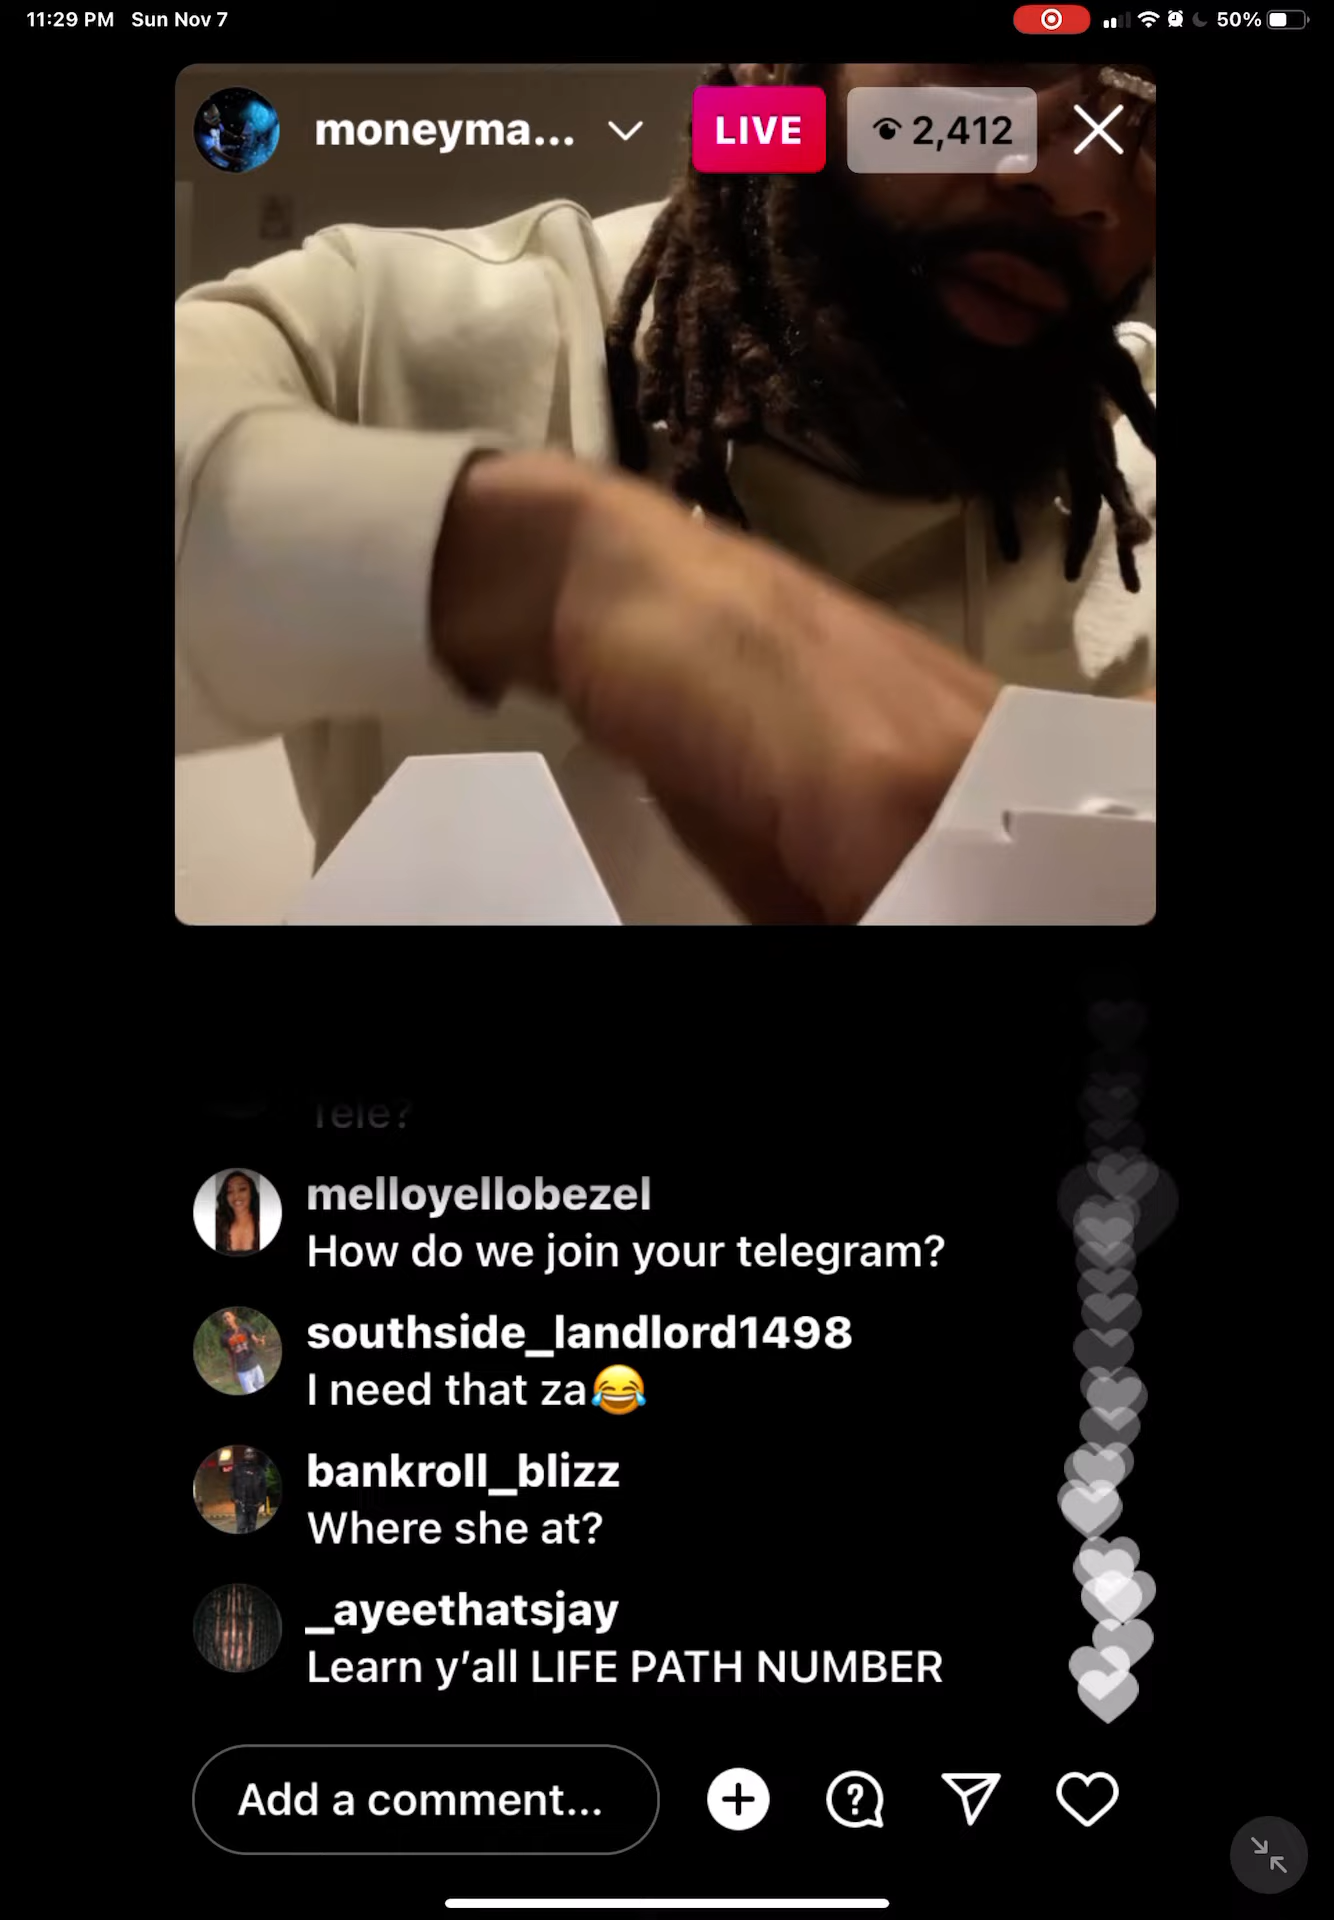 11:29 PM Sun Nov 7
50%
moneyma...
LIVE
2,412
Tele?
melloyellobezel
How do we join your telegram?
southside_landlord1498
I need that za😂
bankroll_blizz
Where she at?
_ayeethatsjay
Learn y’all LIFE PATH NUMBER
Add a comment...